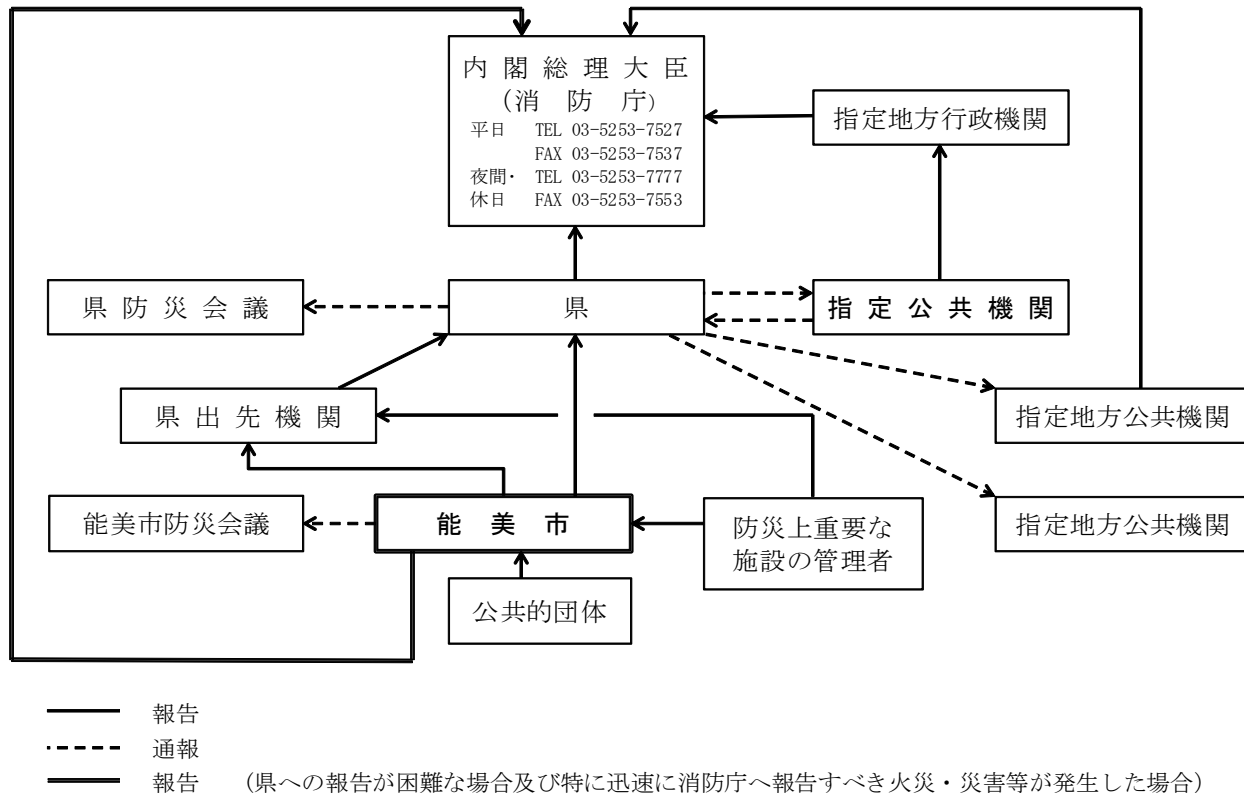 内閣総理大臣
(消防庁)
平日 TEL 03-5253-7527
FAX 03-5253-7537
夜間・ TEL 03-5253-7777
休日 FAX 03-5253-7553
指定地方行政機関
県防災会議
県
指定公共機関
県出先機関
指定地方公共機関
能美市防災会議
能美市
防災上重要な
施設の管理者
指定地方公共機関
公共的団体
報告
通報
報告 (県への報告が困難な場合及び特に迅速に消防庁へ報告すべき火災・災害等が発生した場合)